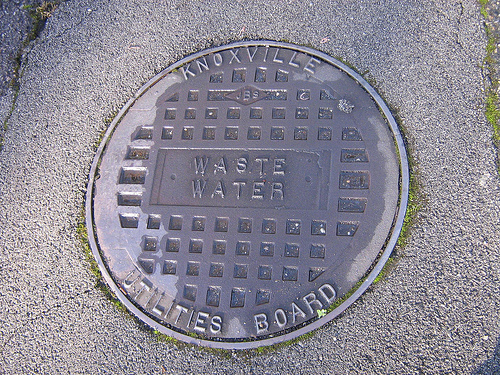 KNOXVILLE
WASTE
WATER
UTILITIES BOARD